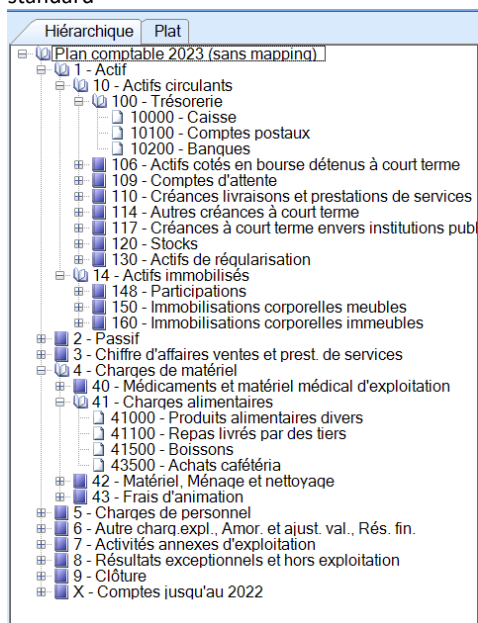 standard
Hiérarchique Plat
Plan comptable 2023 (sans mapping)
1 - Actif
10 - Actifs circulants
100 - Trésorerie
10000 - Caisse
10100 - Comptes postaux
10200 - Banques
106 - Actifs cotés en bourse détenus à court terme
109 - Comptes d'attente
110 - Créances livraisons et prestations de services
114 - Autres créances à court terme
117 - Créances à court terme envers institutions publ
120 - Stocks
130 - Actifs de régularisation
14 - Actifs immobilisés
148 - Participations
150 - Immobilisations corporelles meubles
160 - Immobilisations corporelles immeubles
2 - Passif
3 - Chiffre d'affaires ventes et prest. de services
4 - Charges de matériel
40 - Médicaments et matériel médical d'exploitation
41 - Charges alimentaires
41000 - Produits alimentaires divers
41100 - Repas livrés par des tiers
41500 - Boissons
43500 - Achats cafétéria
42 - Matériel, Ménage et nettoyage
43 - Frais d'animation
5 - Charges de personnel
6 - Autre charg.expl., Amor. et ajust. val., Rés. fin.
7 - Activités annexes d'exploitation
8 - Résultats exceptionnels et hors exploitation
9 - Clôture
X - Comptes jusqu'au 2022